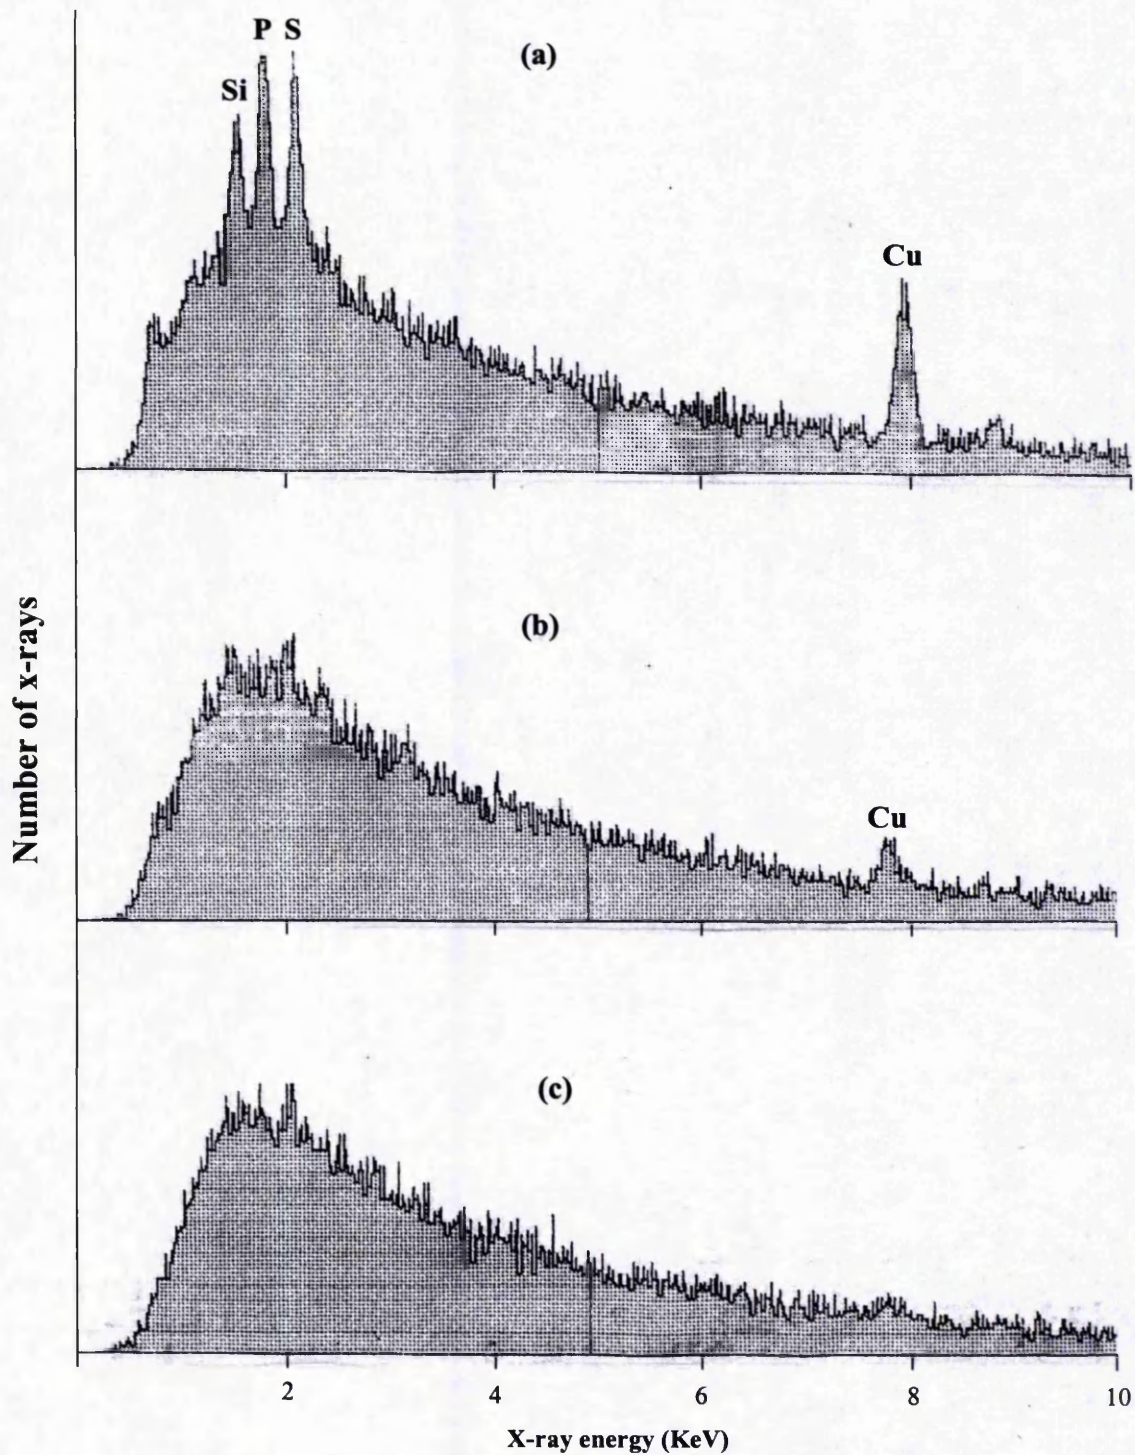 P S
(a)
Si
Cu
(b)
Cu
(c)
Number of x-rays
2 4 6 8 10
X-ray energy (KeV)